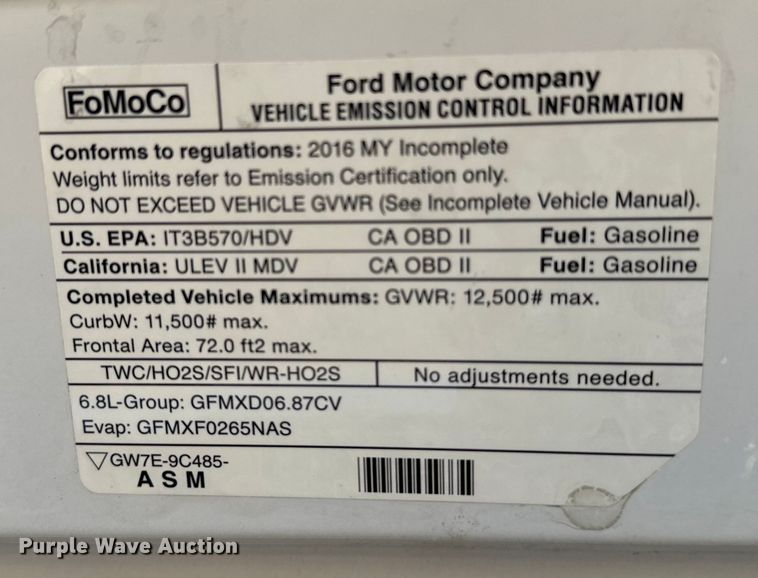 FoMoCo
Ford Motor Company
VEHICLE EMISSION CONTROL INFORMATION
Conforms to regulations: 2016 MY Incomplete
Weight limits refer to Emission Certification only.
DO NOT EXCEED VEHICLE GVWR (See Incomplete Vehicle Manual).
U.S. EPA: IT3B570/HDV CA OBD II Fuel: Gasoline
California: ULEV II MDV CA OBD II Fuel: Gasoline
Completed Vehicle Maximums: GVWR: 12,500# max.
CurbW: 11,500# max.
Frontal Area: 72.0 ft2 max.
TWC/HO2S/SFI/WR-HO2S No adjustments needed.
6.8L-Group: GFMXD06.87CV
Evap: GFMXF0265NAS
GW7E-9C485-
A S M
Purple Wave Auction